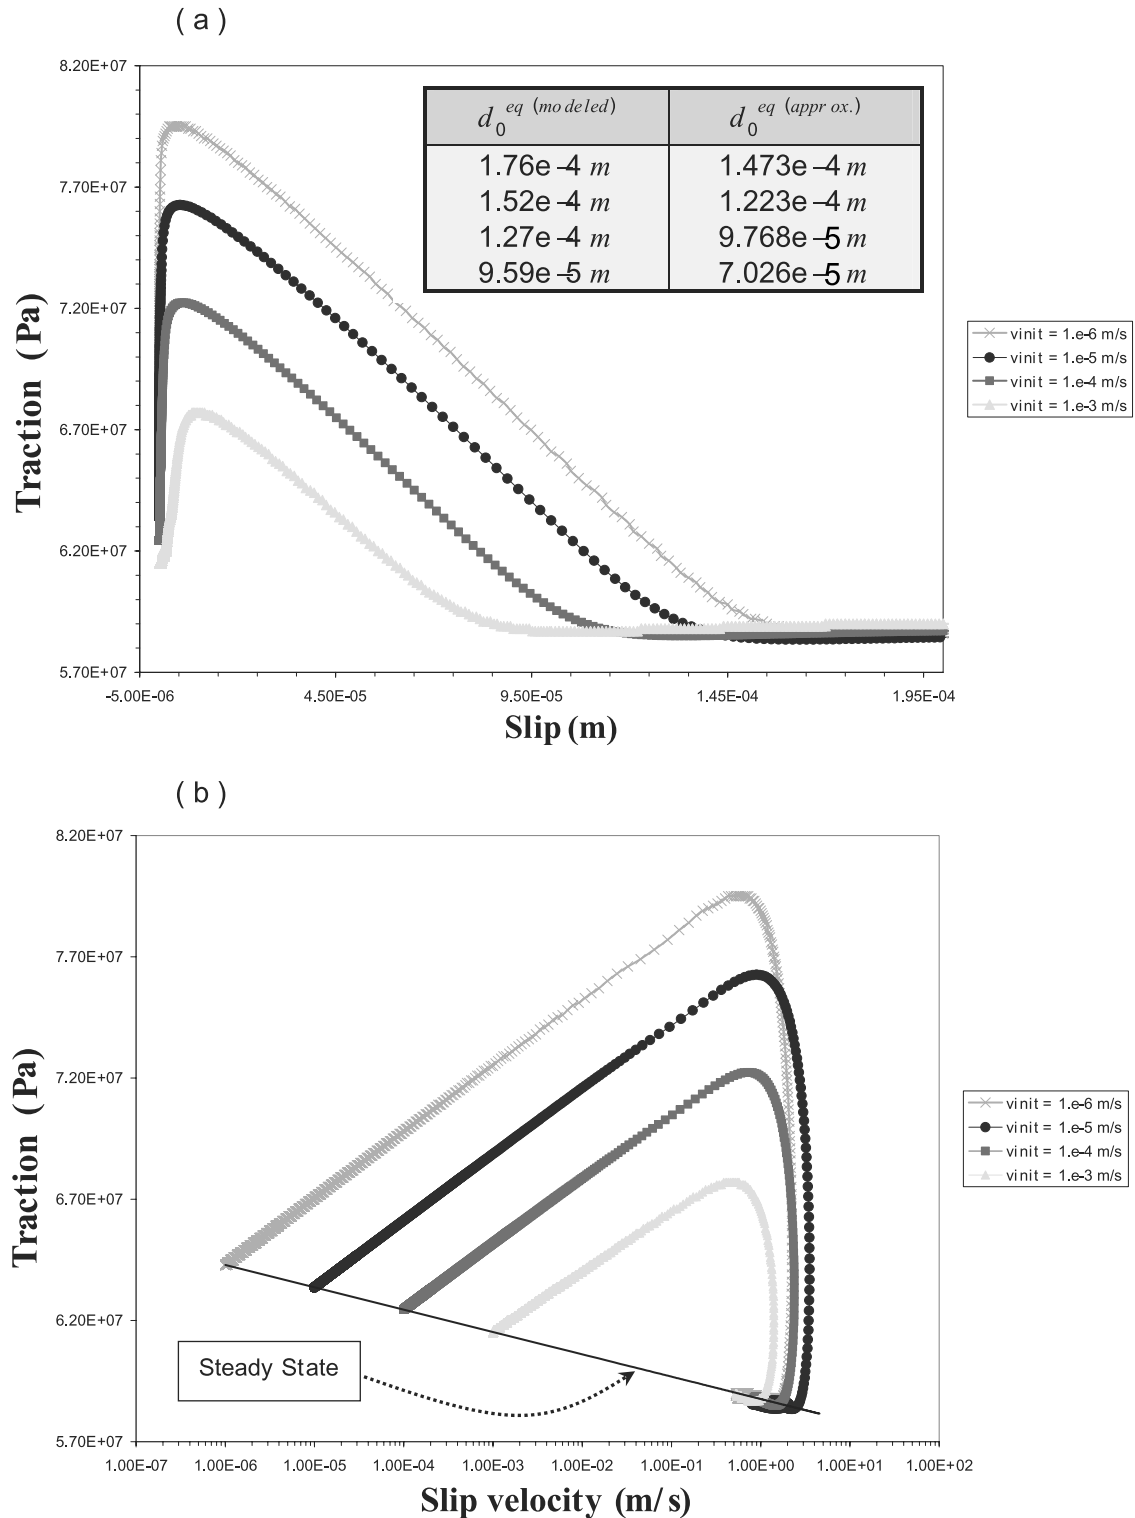 ( a )
8.20E+07
7.70E+07
7.20E+07
6.70E+07
6.20E+07
5.70E+07
Traction (Pa)
d0 eq (modeled) d0 eq (approx.)
1.76e-4 m 1.473e-4 m
1.52e-4 m 1.223e-4 m
1.27e-4 m 9.768e-5 m
9.59e-5 m 7.026e-5 m
vinit = 1.e-6 m/s
vinit = 1.e-5 m/s
vinit = 1.e-4 m/s
vinit = 1.e-3 m/s
-5.00E-06 4.50E-05 9.50E-05 1.45E-04 1.95E-04
Slip (m)
( b )
8.20E+07
7.70E+07
7.20E+07
6.70E+07
6.20E+07
5.70E+07
Traction (Pa)
Steady State
vinit = 1.e-6 m/s
vinit = 1.e-5 m/s
vinit = 1.e-4 m/s
vinit = 1.e-3 m/s
1.00E-07 1.00E-06 1.00E-05 1.00E-04 1.00E-03 1.00E-02 1.00E-01 1.00E+00 1.00E+01 1.00E+02
Slip velocity (m/s)